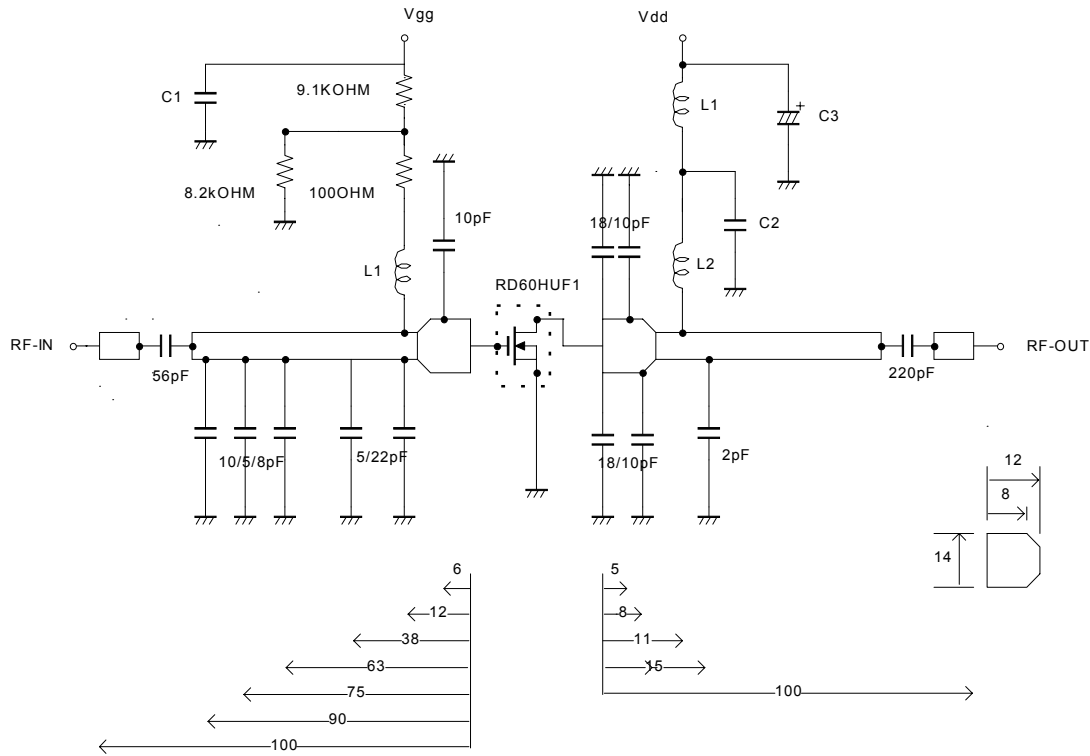 Vgg
Vdd
C1
9.1KOHM
L1
C3
8.2kOHM
100OHM
10pF
18/10pF
C2
L1
L2
RD60HUF1
RF-IN
RF-OUT
56pF
220pF
10/5/8pF
5/22pF
18/10pF
2pF
12
8
14
6
5
12
8
38
11
63
15
75
100
90
100